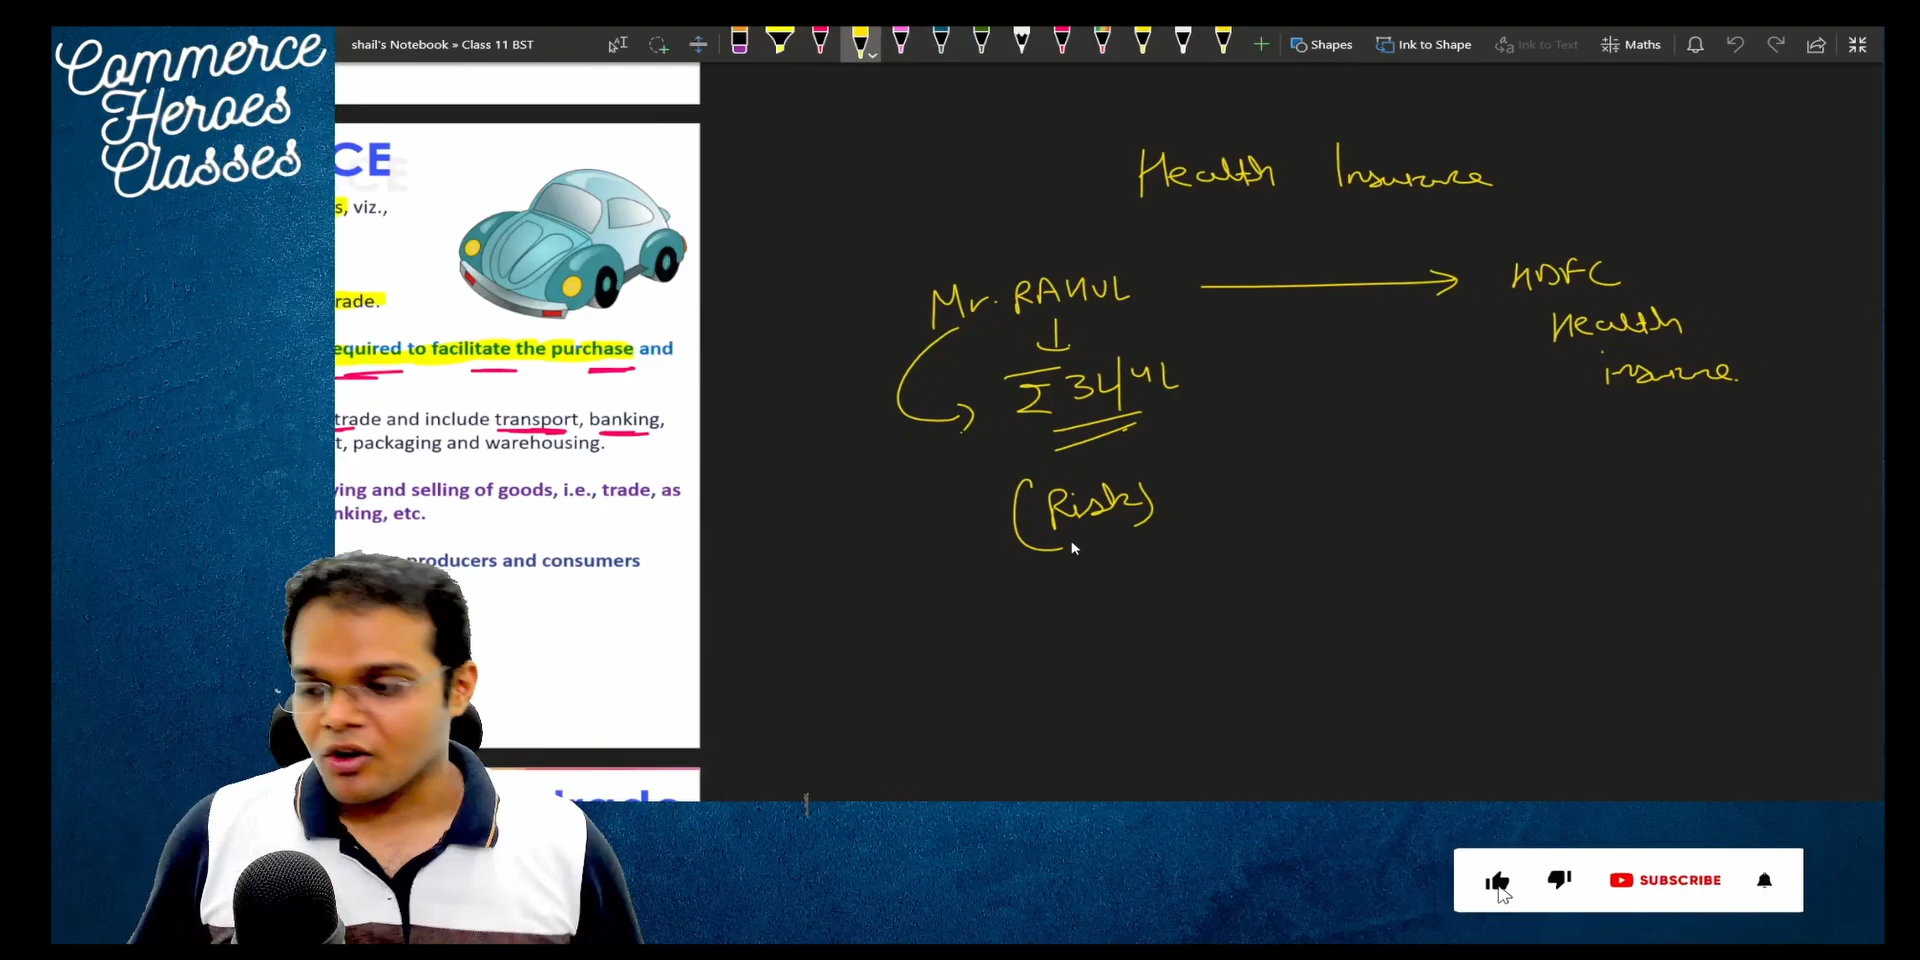 Commerce
Heroes
Classes
shail's Notebook » Class 11 BST
Shapes
Ink to Shape
Ink to Text
Maths
CE
s, viz.,
rade.
equired to facilitate the purchase and
trade and include transport, banking,
t, packaging and warehousing.
ying and selling of goods, i.e., trade, as
nking, etc.
producers and consumers
Health Insurance
Mr. RAHUL
HDFC
Health
insurance.
₹ 3L/4L
(Risk)
SUBSCRIBE